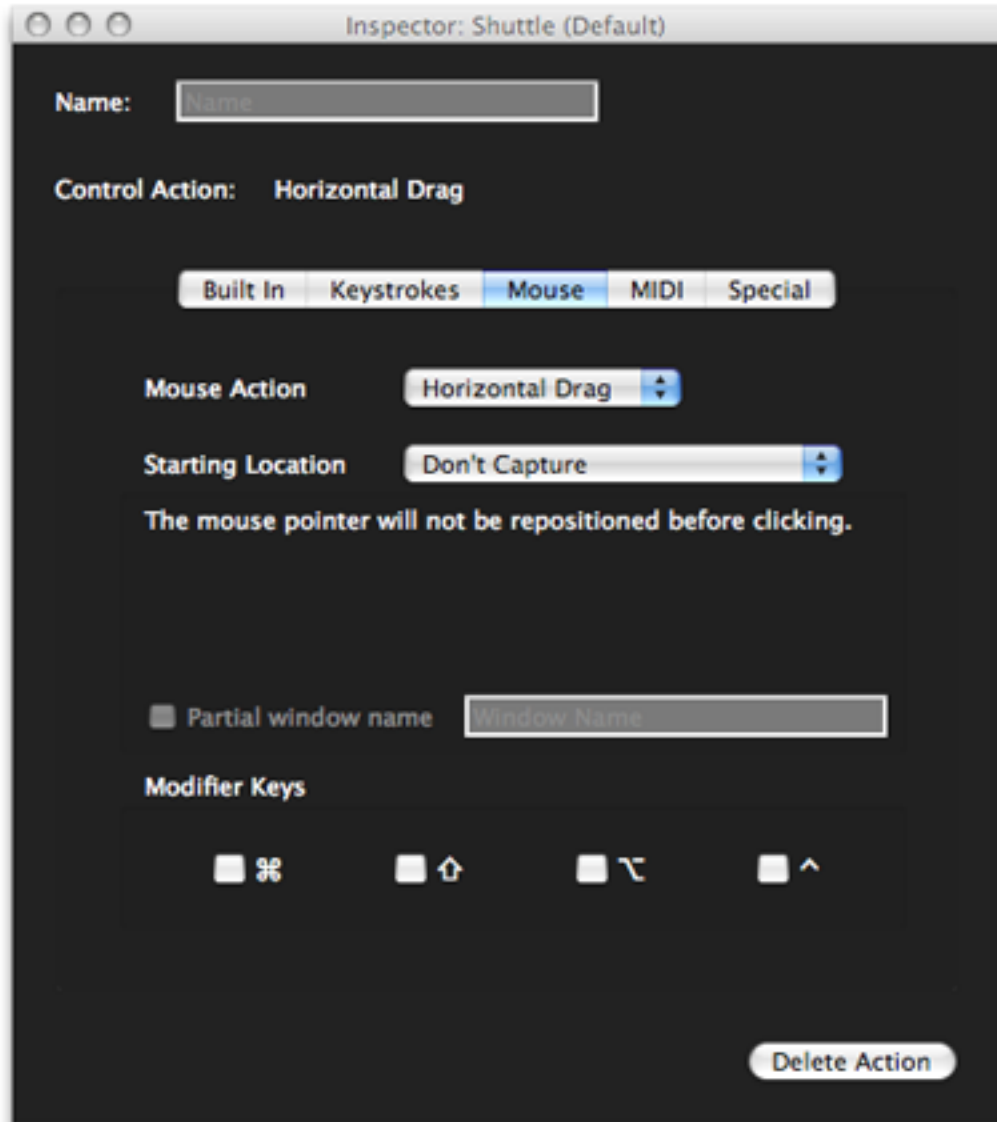 Inspector: Shuttle (Default)
Name: Name
Control Action: Horizontal Drag
Built In Keystrokes Mouse MIDI Special
Mouse Action Horizontal Drag
Starting Location Don't Capture
The mouse pointer will not be repositioned before clicking.
Partial window name Window Name
Modifier Keys
⌘ ⇧ ⌥ ^
Delete Action